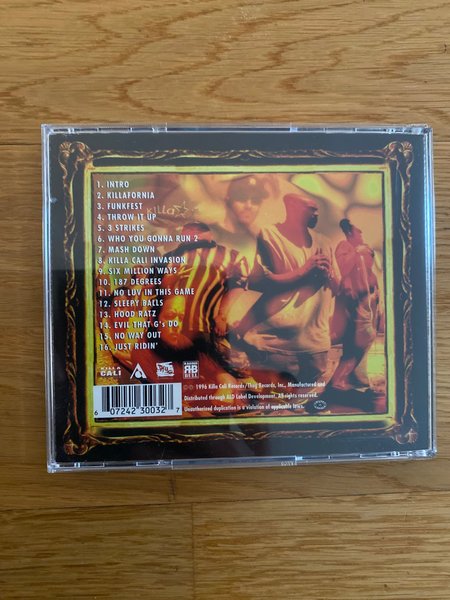 1. INTRO
2. KILLAFORNIA
3. FUNKFEST
4. THROW IT UP
5. 3 STRIKES
6. WHO YOU GONNA RUN 2
7. MASH DOWN
8. KILLA CALI INVASION
9. SIX MILLION WAYS
10. 187 DEGREES
11. NO LUV IN THIS GAME
12. SLEEPY BALLS
13. HOOD RATZ
14. EVIL THAT G's DO
15. NO WAY OUT
16. JUST RIDIN'
KILLA
CALI
6 07242 30032 7
℗ © 1996 Killa Cali Records/Thug Records, Inc., Manufactured and
Distributed through ALD Label Development. All rights reserved.
Unauthorized duplication is a violation of applicable laws.